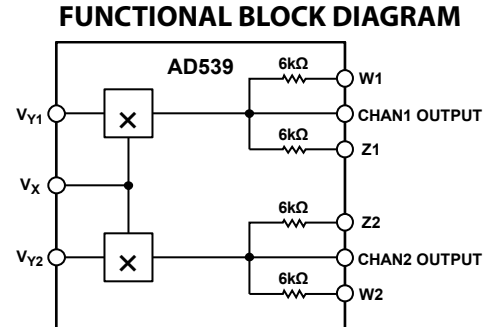 FUNCTIONAL BLOCK DIAGRAM
AD539
6kΩ
W1
VY1
×
CHAN1 OUTPUT
6kΩ
Z1
VX
6kΩ
Z2
VY2
×
CHAN2 OUTPUT
6kΩ
W2